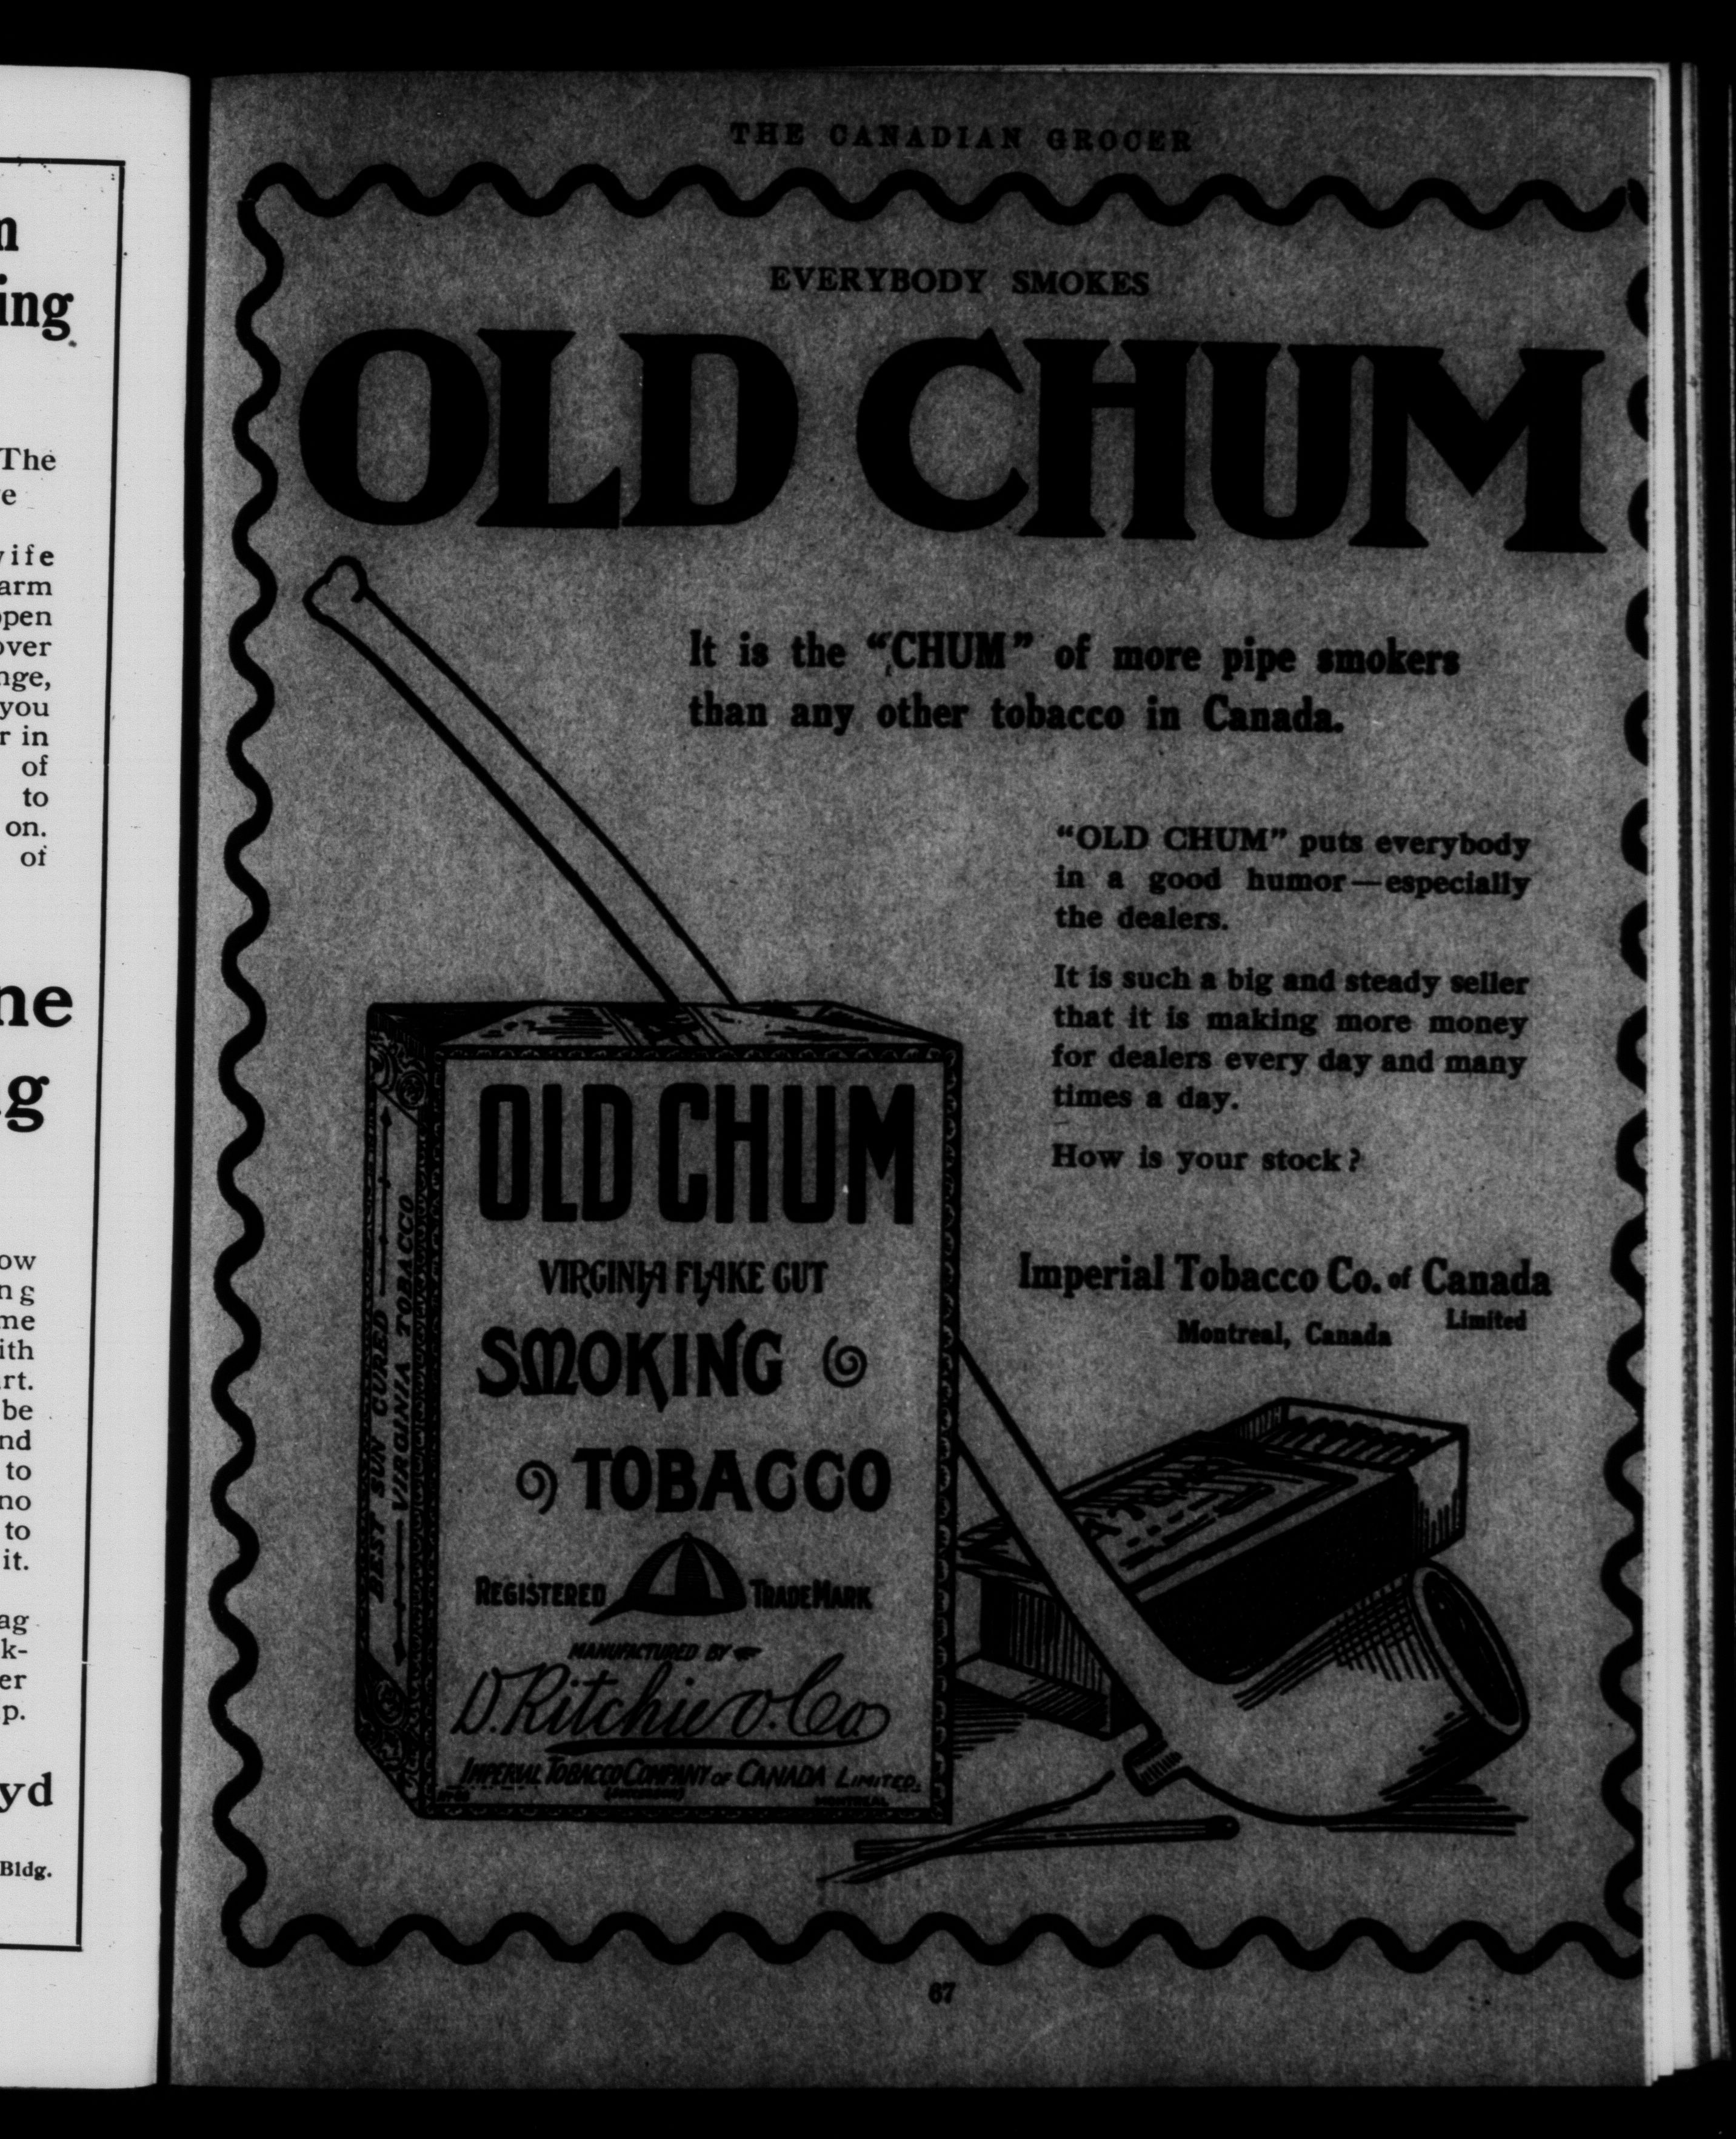 n
ing
The
e
ife
arm
open
over
nge,
you
r in
of
to
on.
of
ne
g
ow
ng
me
ith
rt.
be
nd
to
no
to
it.
ag
k-
er
p.
yd
Bldg.
THE CANADIAN GROCER
EVERYBODY SMOKES
OLD CHUM
It is the "CHUM" of more pipe smokers
than any other tobacco in Canada.
"OLD CHUM" puts everybody
in a good humor—especially
the dealers.
It is such a big and steady seller
that it is making more money
for dealers every day and many
times a day.
How is your stock?
Imperial Tobacco Co. of Canada
Limited
Montreal, Canada
BEST SUN CURED
VIRGINIA TOBACCO
OLD CHUM
VIRGINIA FLAKE CUT
SMOKING
TOBACCO
REGISTERED TRADE MARK
MANUFACTURED BY
D. Ritchie & Co
IMPERIAL TOBACCO COMPANY OF CANADA LIMITED.
67